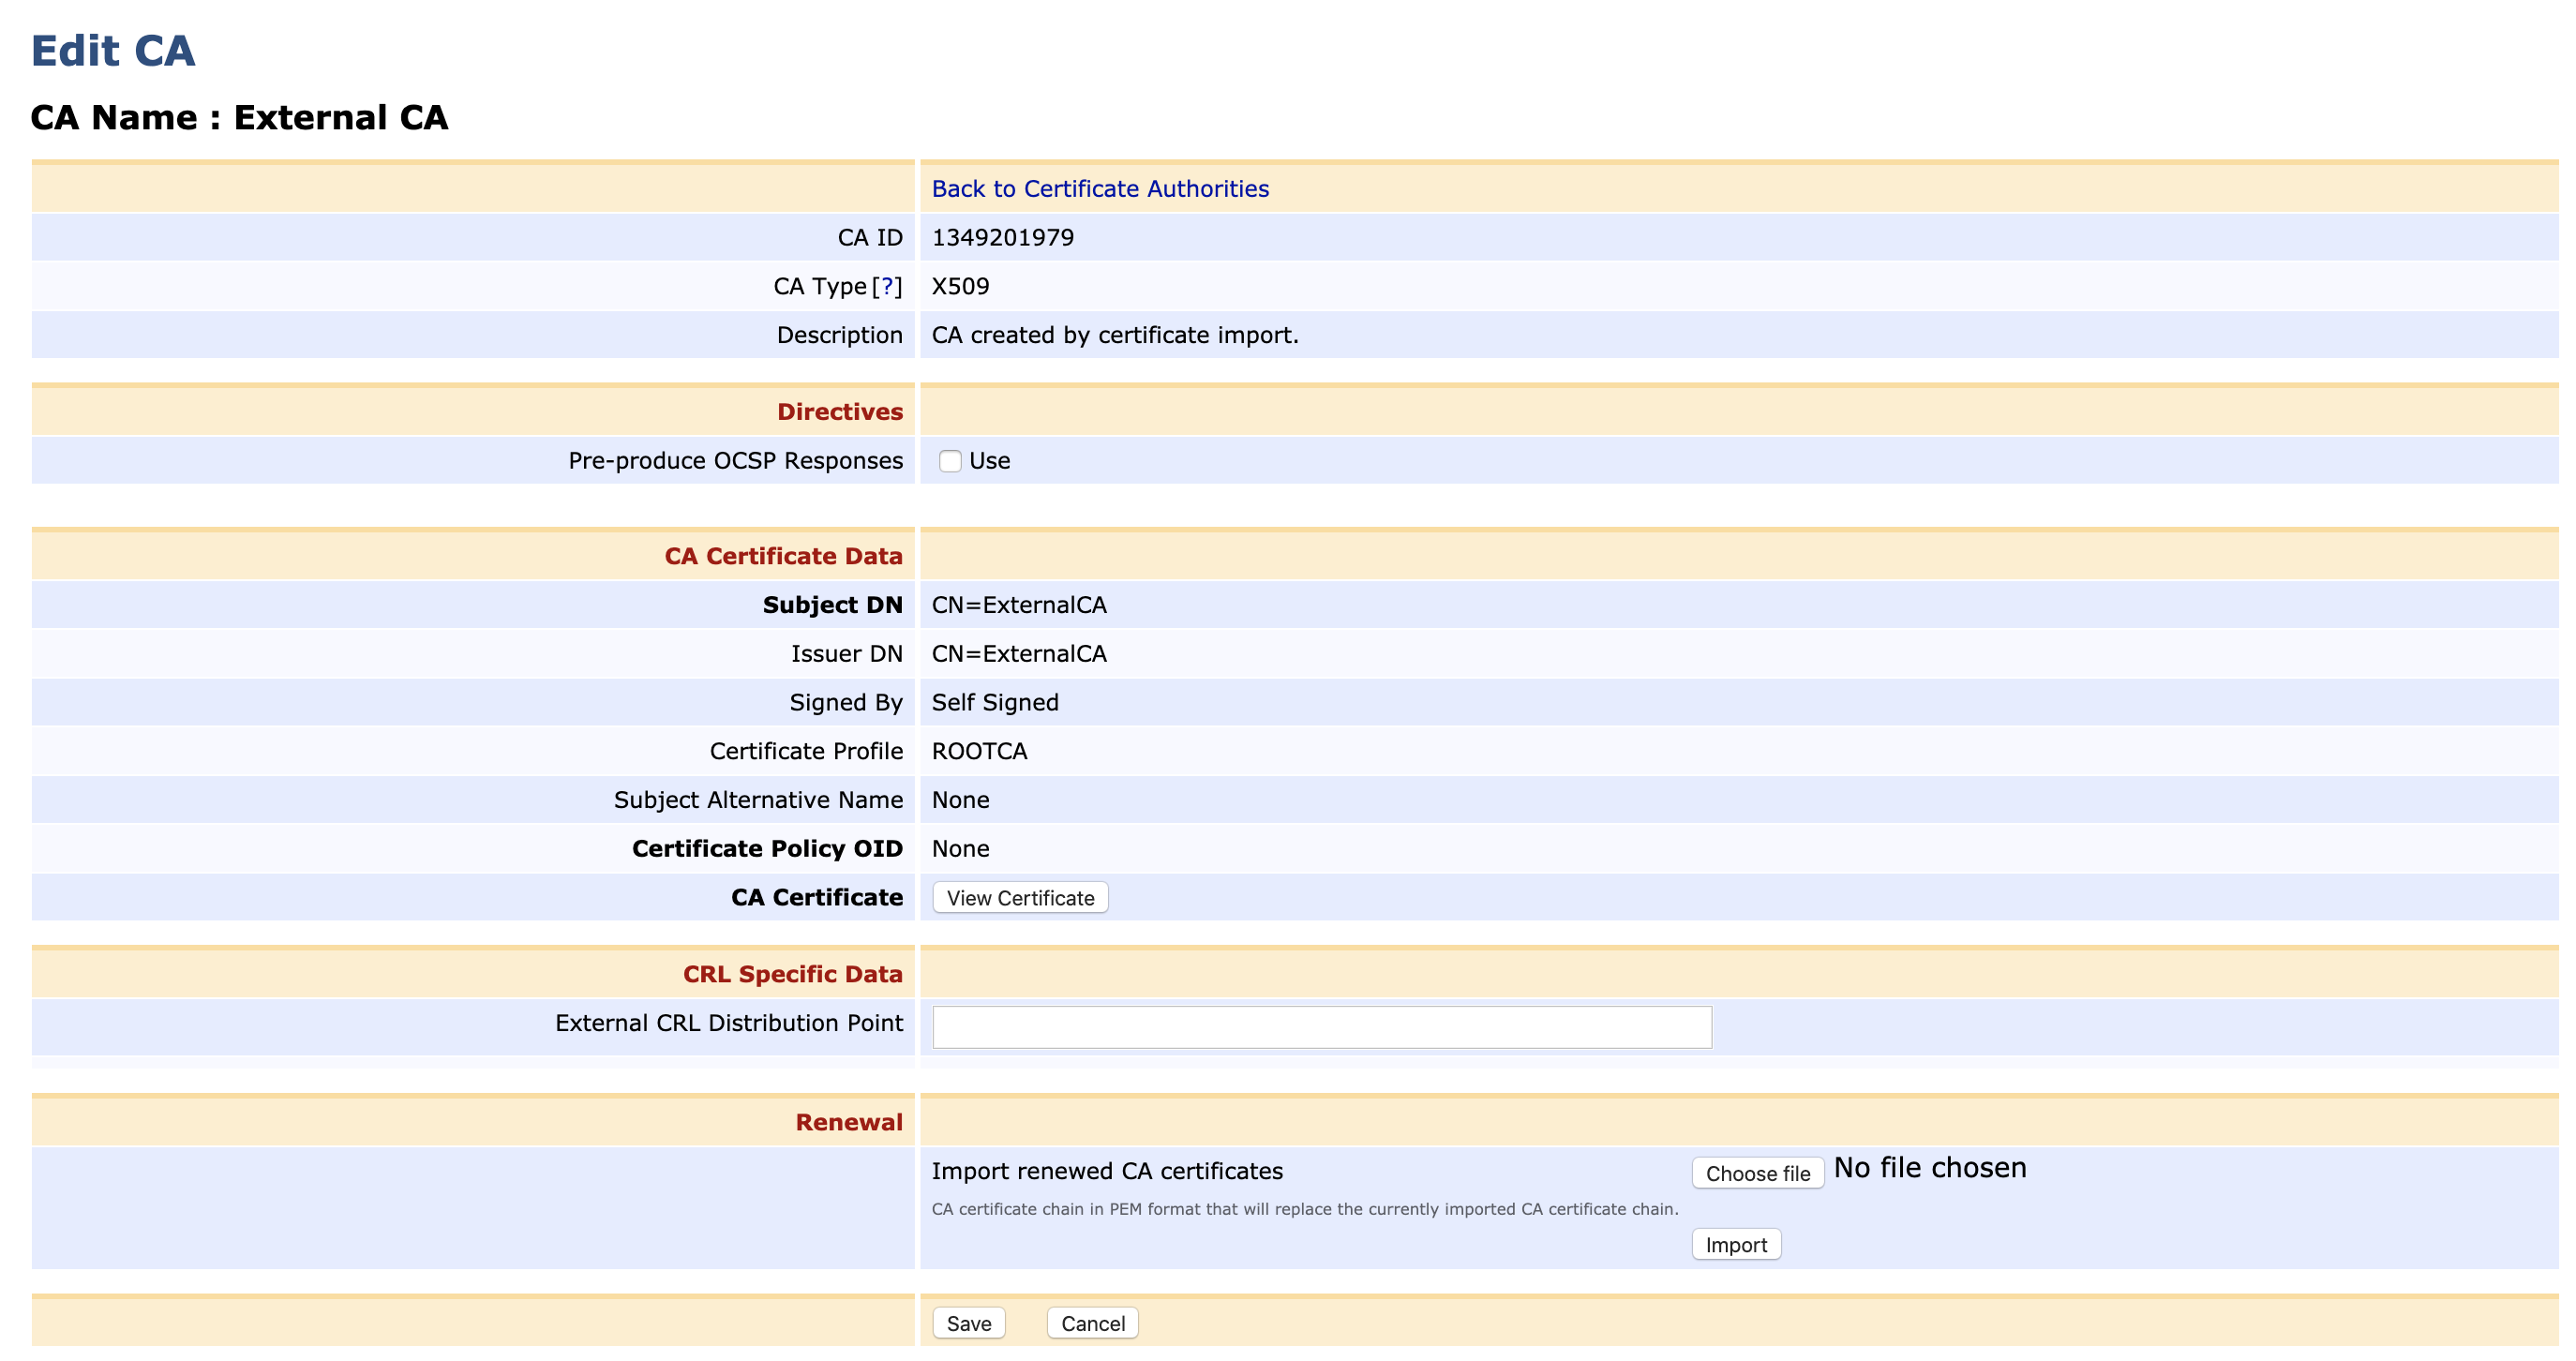 Edit CA
CA Name : External CA
Back to Certificate Authorities
CA ID 1349201979
CA Type [?] X509
Description CA created by certificate import.
Directives
Pre-produce OCSP Responses Use
CA Certificate Data
Subject DN CN=ExternalCA
Issuer DN CN=ExternalCA
Signed By Self Signed
Certificate Profile ROOTCA
Subject Alternative Name None
Certificate Policy OID None
CA Certificate View Certificate
CRL Specific Data
External CRL Distribution Point
Renewal
Import renewed CA certificates Choose file No file chosen
CA certificate chain in PEM format that will replace the currently imported CA certificate chain.
Import
Save Cancel